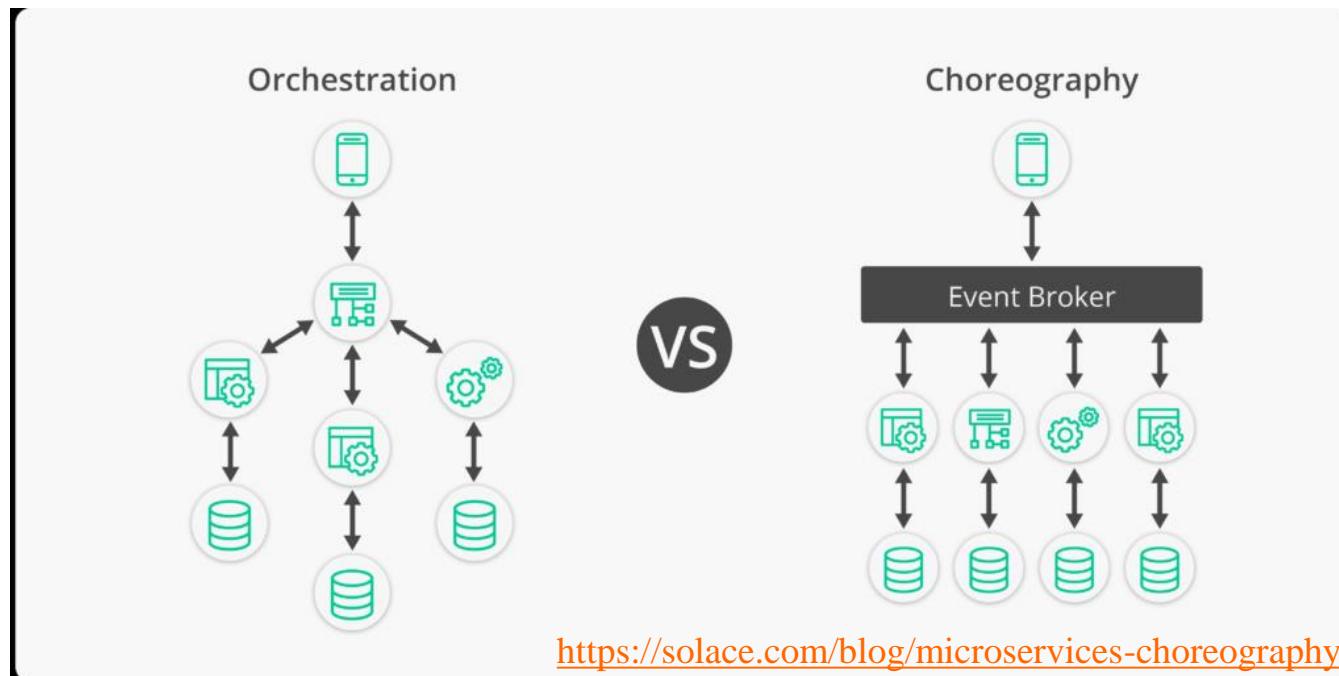 Orchestration
Choreography
Event Broker
VS
https://solace.com/blog/microservices-choreography